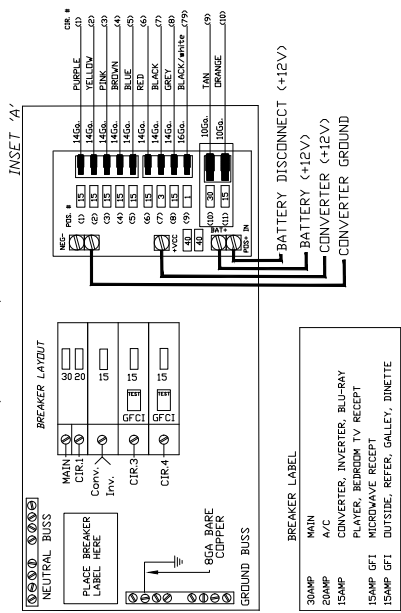 INSET 'A'
CIR. #
PURPLE (1)
YELLOW (2)
PINK (3)
BROWN (4)
BLUE (5)
RED (6)
BLACK (7)
GREY (8)
BLACK/white (79)
TAN (9)
ORANGE (10)
14Ga.
14Ga.
14Ga.
14Ga.
14Ga.
14Ga.
14Ga.
14Ga.
16Ga.
10Ga.
10Ga.
POS. #
(1) 15
(2) 15
(3) 15
(4) 15
(5) 15
(6) 15
(7) 3
(8) 15
(9) 1
(10) 30
(11) 15
NEG-
+VCC
40
40
BAT+
POS+ IN
BATTERY DISCONNECT (+12V)
BATTERY (+12V)
CONVERTER (+12V)
CONVERTER GROUND
BREAKER LAYOUT
MAIN 30
CIR.1 20
Conv. 15
Inv.
CIR.3 TEST GFCI 15
CIR.4 TEST GFCI 15
NEUTRAL BUSS
PLACE BREAKER
LABEL HERE
8GA BARE
COPPER
GROUND BUSS
BREAKER LABEL
30AMP MAIN
20AMP A/C
15AMP CONVERTER, INVERTER, BLU-RAY
PLAYER, BEDROOM TV RECEPT
15AMP GFI MICROWAVE RECEPT
15AMP GFI OUTSIDE, REFER, GALLEY, DINETTE